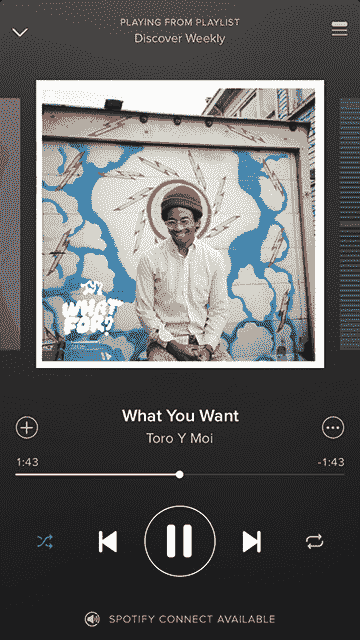 PLAYING FROM PLAYLIST
Discover Weekly
WHAT
FOR?
What You Want
Toro Y Moi
1:43
-1:43
SPOTIFY CONNECT AVAILABLE